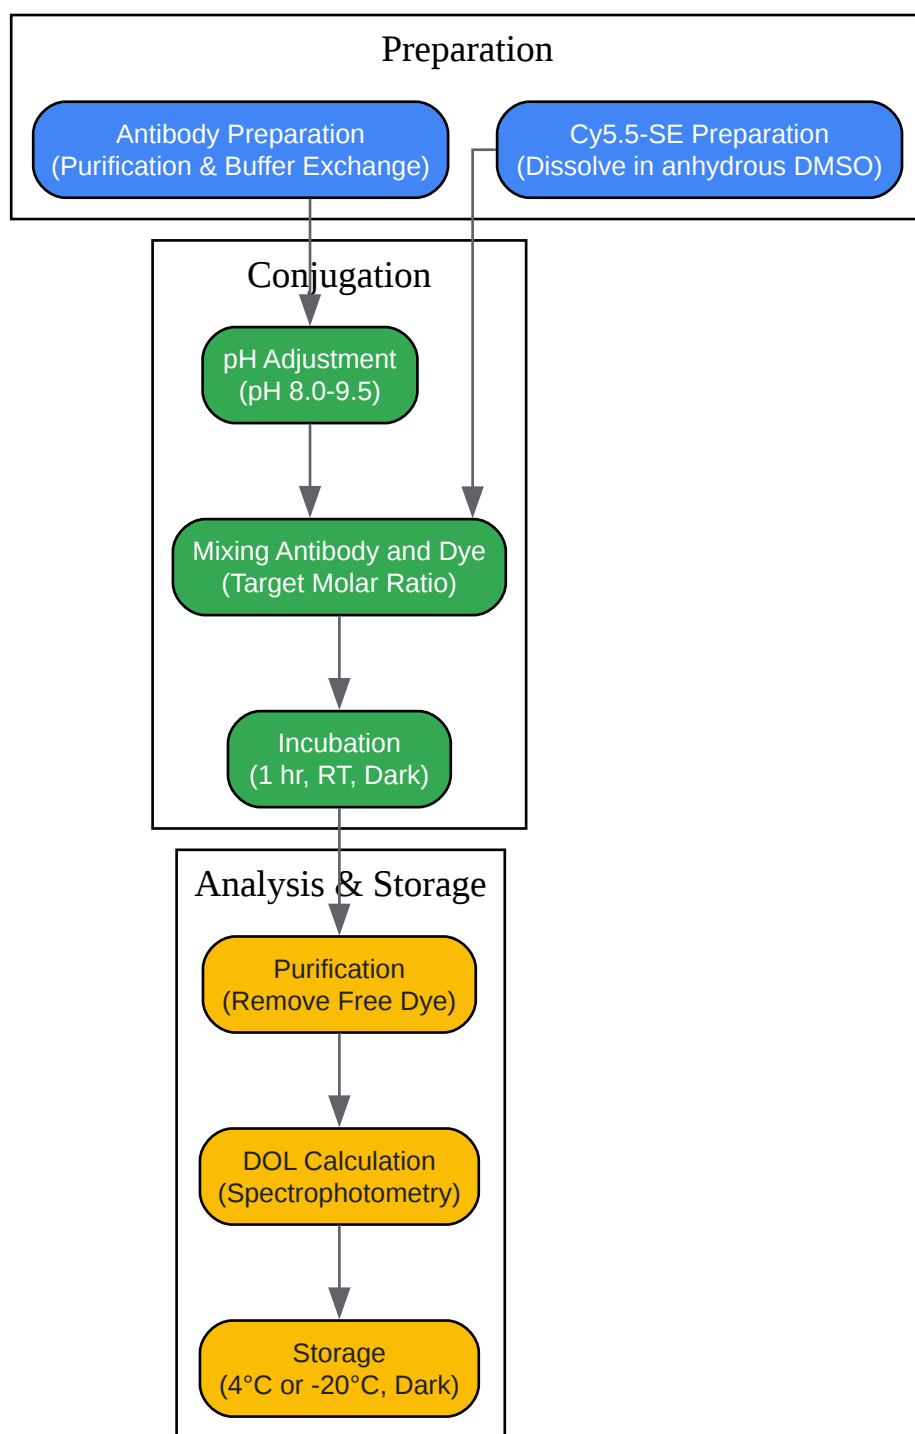 Preparation
Antibody Preparation
(Purification & Buffer Exchange)
Cy5.5-SE Preparation
(Dissolve in anhydrous DMSO)
Conjugation
pH Adjustment
(pH 8.0-9.5)
Mixing Antibody and Dye
(Target Molar Ratio)
Incubation
(1 hr, RT, Dark)
Analysis & Storage
Purification
(Remove Free Dye)
DOL Calculation
(Spectrophotometry)
Storage
(4°C or -20°C, Dark)